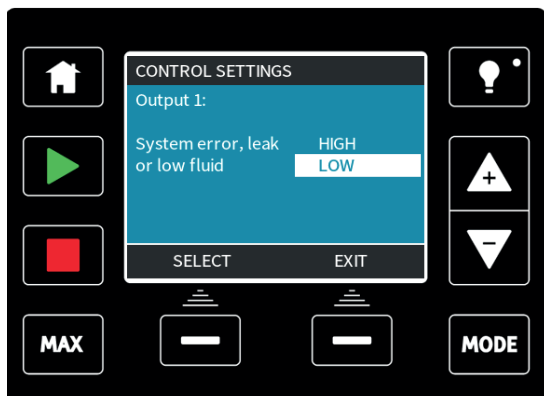 CONTROL SETTINGS
Output 1:
System error, leak HIGH
or low fluid LOW
SELECT EXIT
+
-
MAX
MODE